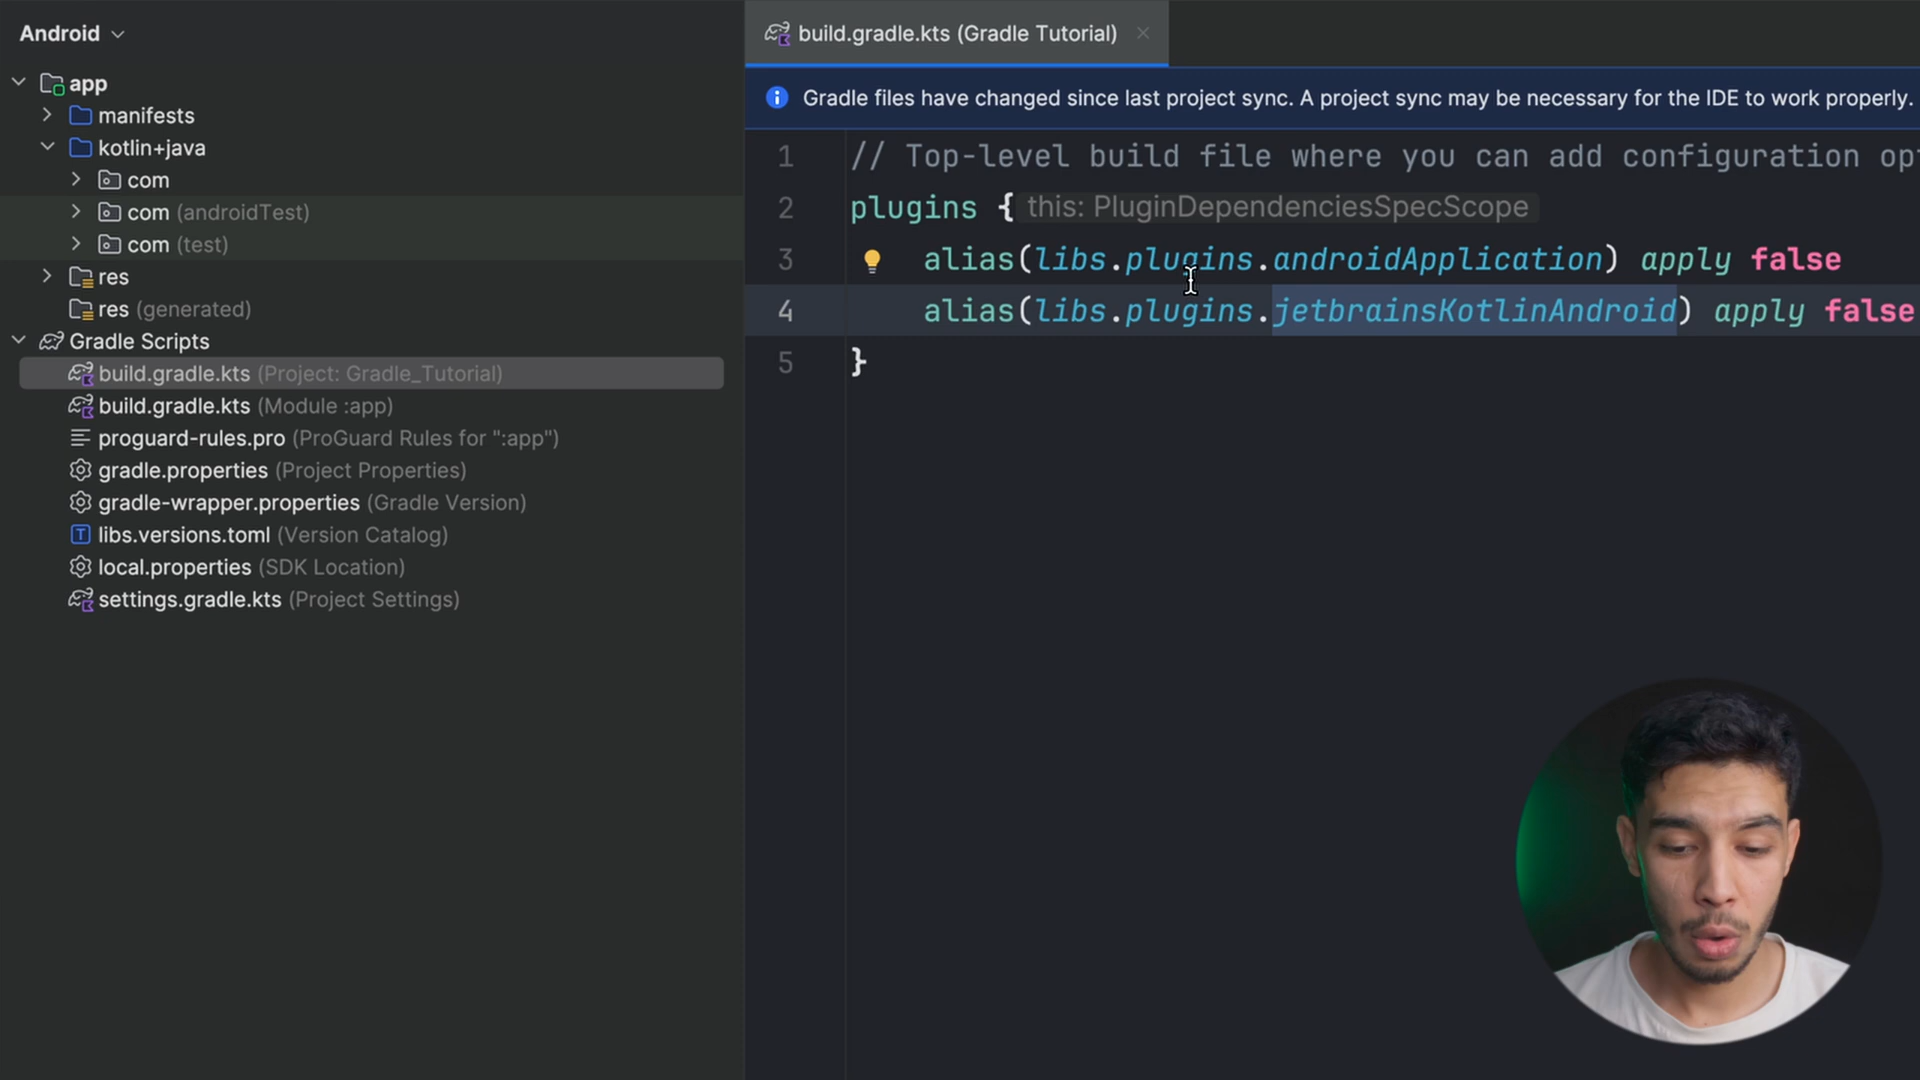 Android
app
manifests
kotlin+java
com
com (androidTest)
com (test)
res
res (generated)
Gradle Scripts
build.gradle.kts (Project: Gradle_Tutorial)
build.gradle.kts (Module :app)
proguard-rules.pro (ProGuard Rules for ":app")
gradle.properties (Project Properties)
gradle-wrapper.properties (Gradle Version)
libs.versions.toml (Version Catalog)
local.properties (SDK Location)
settings.gradle.kts (Project Settings)
build.gradle.kts (Gradle Tutorial)
Gradle files have changed since last project sync. A project sync may be necessary for the IDE to work properly.
1 // Top-level build file where you can add configuration op
2 plugins { this: PluginDependenciesSpecScope
3 alias(libs.plugins.androidApplication) apply false
4 alias(libs.plugins.jetbrainsKotlinAndroid) apply false
5 }